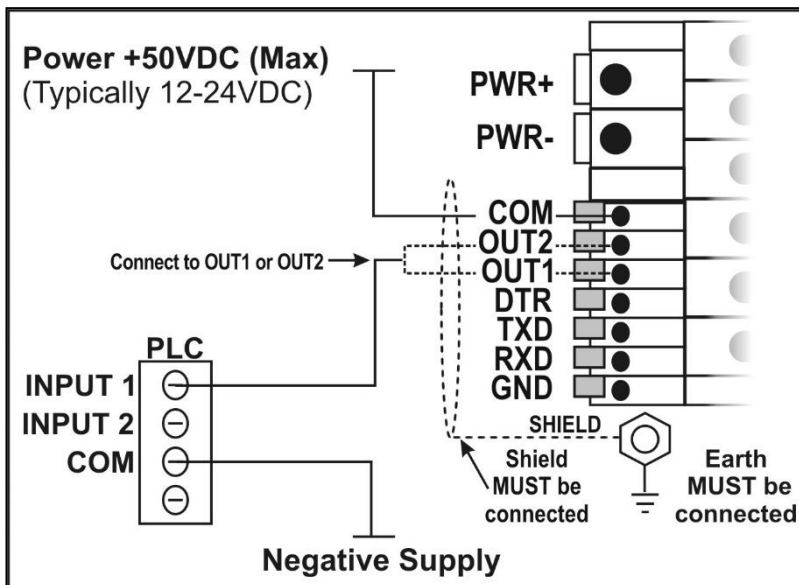 Power +50VDC (Max)
(Typically 12-24VDC)
PWR+
PWR-
COM
OUT2
OUT1
DTR
TXD
RXD
GND
Connect to OUT1 or OUT2
PLC
INPUT 1
INPUT 2
COM
SHIELD
Shield
MUST be
connected
Earth
MUST be
connected
Negative Supply